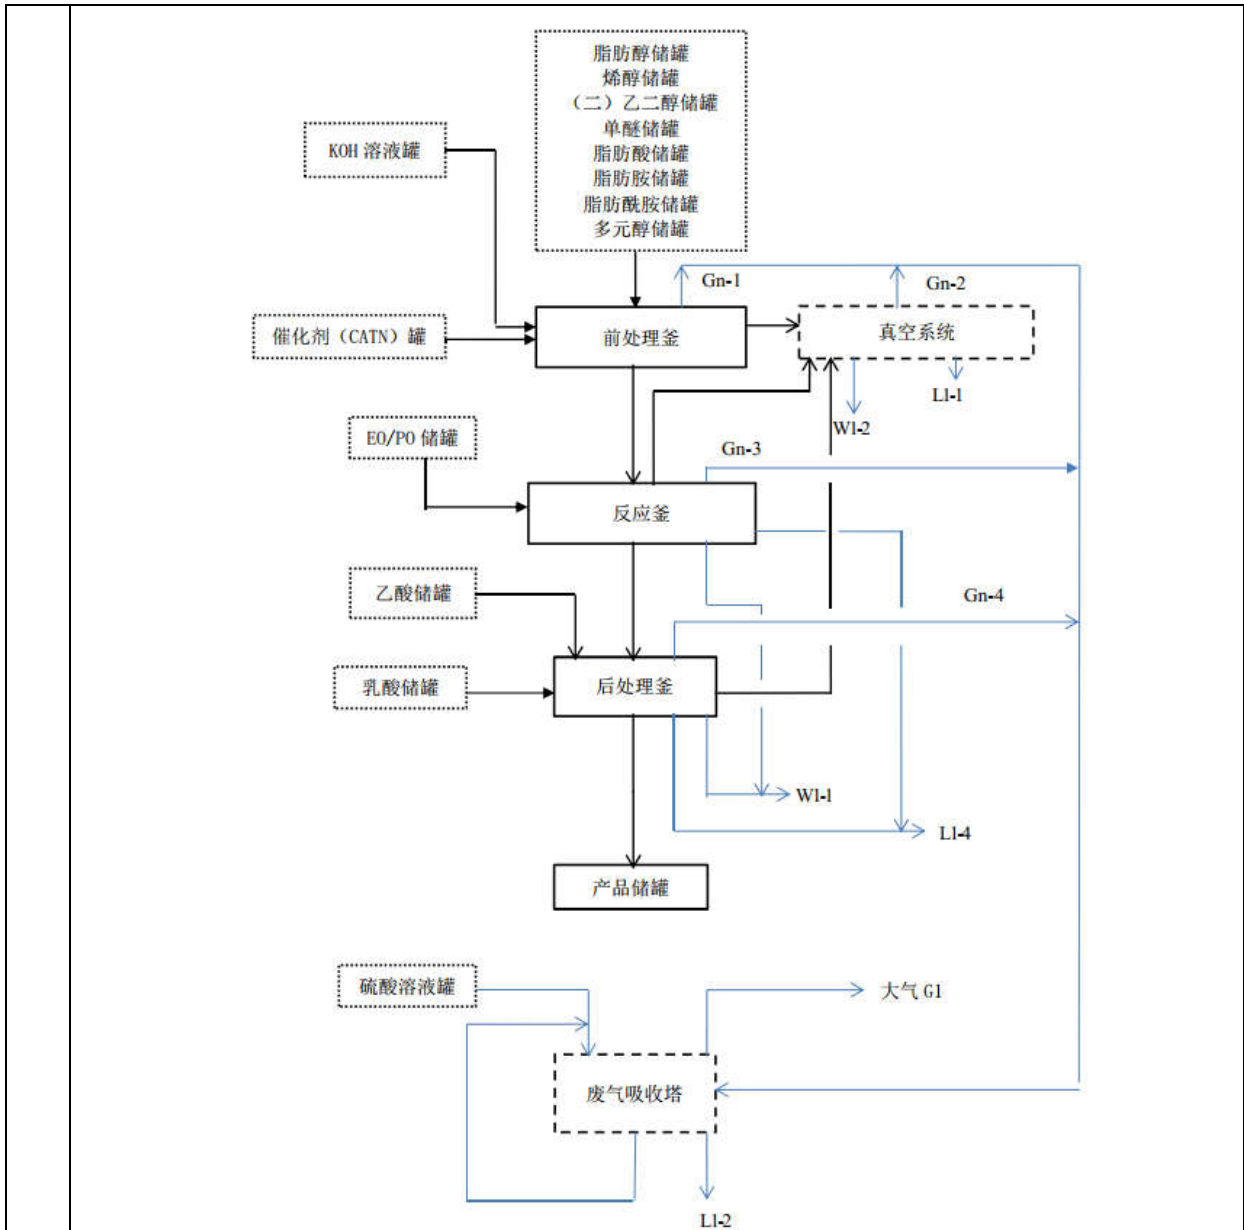 脂肪醇储罐
烯醇储罐
（二）乙二醇储罐
单醚储罐
脂肪酸储罐
脂肪胺储罐
脂肪酰胺储罐
多元醇储罐
KOH 溶液罐
Gn-1
Gn-2
催化剂（CATN）罐
前处理釜
真空系统
L1-1
W1-2
EO/PO 储罐
Gn-3
反应釜
乙酸储罐
Gn-4
乳酸储罐
后处理釜
W1-1
L1-4
产品储罐
硫酸溶液罐
大气 G1
废气吸收塔
L1-2